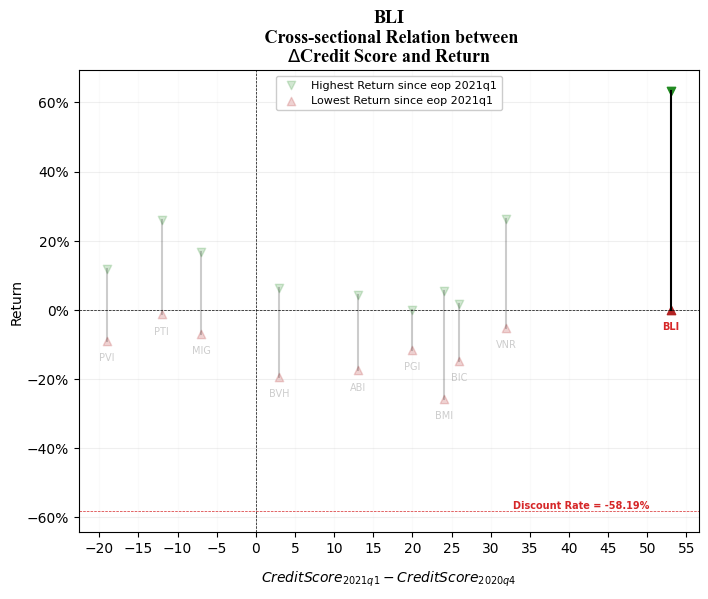 BLI
Cross-sectional Relation between
ΔCredit Score and Return
Highest Return since eop 2021q1
Lowest Return since eop 2021q1
Return
60%
40%
20%
0%
−20%
−40%
−60%
PVI
PTI
MIG
BVH
ABI
PGI
BMI
BIC
VNR
BLI
Discount Rate = -58.19%
−20 −15 −10 −5 0 5 10 15 20 25 30 35 40 45 50 55
CreditScore2021q1 − CreditScore2020q4